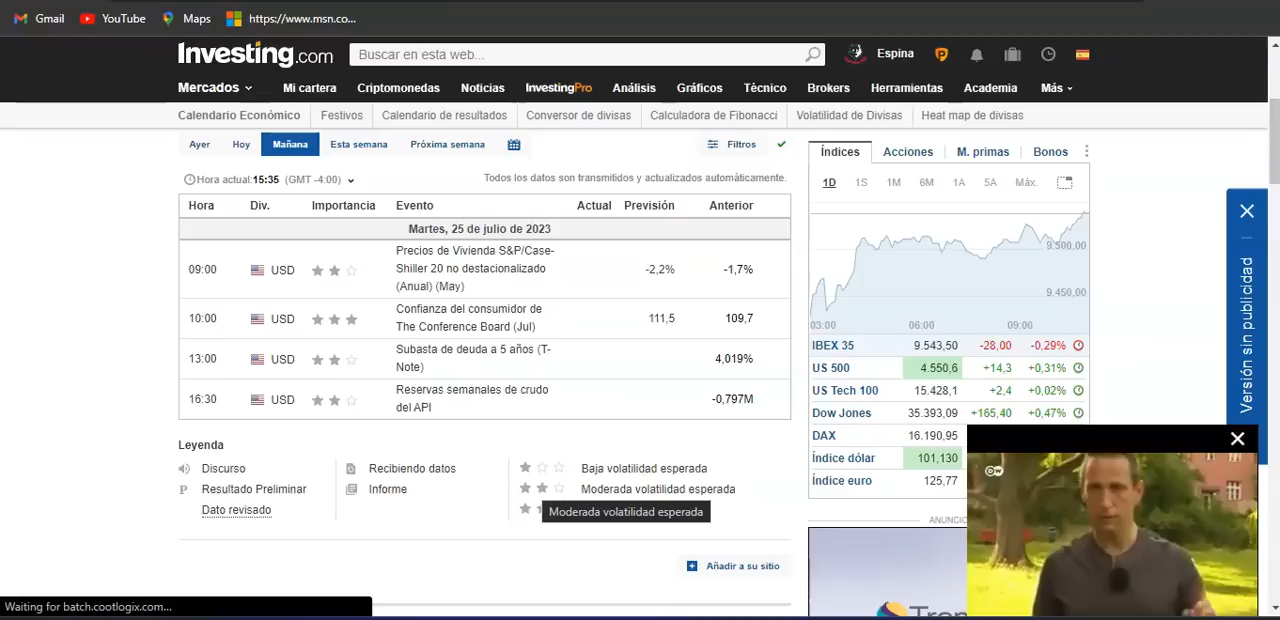 Gmail YouTube Maps https://www.msn.co...
Investing.com Buscar en esta web... Espina
Mercados Mi cartera Criptomonedas Noticias InvestingPro Análisis Gráficos Técnico Brokers Herramientas Academia Más
Calendario Económico Festivos Calendario de resultados Conversor de divisas Calculadora de Fibonacci Volatilidad de Divisas Heat map de divisas
Ayer Hoy Mañana Esta semana Próxima semana Filtros
Hora actual:15:35 (GMT -4:00) Todos los datos son transmitidos y actualizados automáticamente.
Hora Div. Importancia Evento Actual Previsión Anterior
Martes, 25 de julio de 2023
09:00 USD Precios de Vivienda S&P/Case-
Shiller 20 no destacionalizado
(Anual) (May) -2,2% -1,7%
10:00 USD Confianza del consumidor de
The Conference Board (Jul) 111,5 109,7
13:00 USD Subasta de deuda a 5 años (T-
Note) 4,019%
16:30 USD Reservas semanales de crudo
del API -0,797M
Leyenda
Discurso Recibiendo datos Baja volatilidad esperada
P Resultado Preliminar Informe Moderada volatilidad esperada
Dato revisado Moderada volatilidad esperada
Añadir a su sitio
Índices Acciones M. primas Bonos
1D 1S 1M 6M 1A 5A Máx.
9.500,00
9.450,00
03:00 06:00 09:00
IBEX 35 9.543,50 -28,00 -0,29%
US 500 4.550,6 +14,3 +0,31%
US Tech 100 15.428,1 +2,4 +0,02%
Dow Jones 35.393,09 +165,40 +0,47%
DAX 16.190,95
Índice dólar 101,130
Índice euro 125,77
ANUNCIO
Versión sin publicidad
Waiting for batch.cootlogix.com...